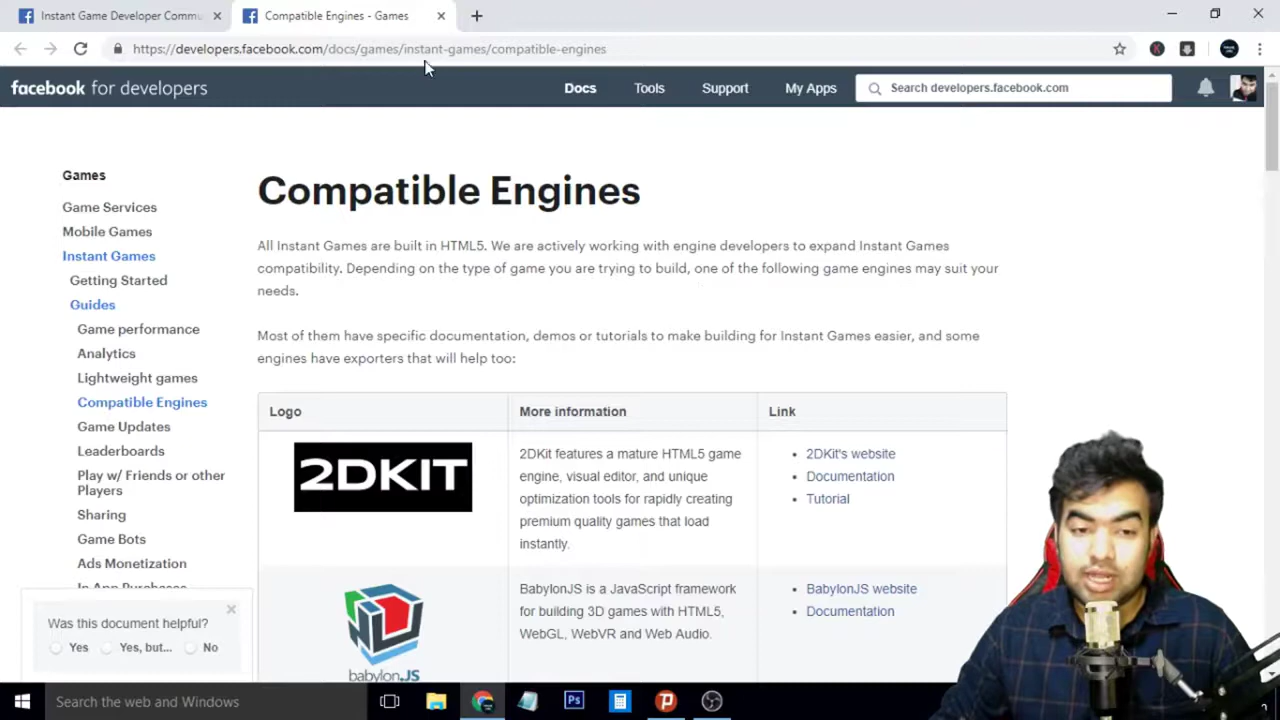 Instant Game Developer Commu
Compatible Engines - Games
https://developers.facebook.com/docs/games/instant-games/compatible-engines
facebook for developers
Docs
Tools
Support
My Apps
Search developers.facebook.com
Games
Game Services
Mobile Games
Instant Games
Getting Started
Guides
Game performance
Analytics
Lightweight games
Compatible Engines
Game Updates
Leaderboards
Play w/ Friends or other
Players
Sharing
Game Bots
Ads Monetization
In App Purchases
Was this document helpful?
Yes
Yes, but...
No
Compatible Engines
All Instant Games are built in HTML5. We are actively working with engine developers to expand Instant Games
compatibility. Depending on the type of game you are trying to build, one of the following game engines may suit your
needs.
Most of them have specific documentation, demos or tutorials to make building for Instant Games easier, and some
engines have exporters that will help too:
Logo
More information
Link
2DKIT
2DKit features a mature HTML5 game
engine, visual editor, and unique
optimization tools for rapidly creating
premium quality games that load
instantly.
2DKit's website
Documentation
Tutorial
babylon.JS
BabylonJS is a JavaScript framework
for building 3D games with HTML5,
WebGL, WebVR and Web Audio.
BabylonJS website
Documentation
Search the web and Windows
Ps